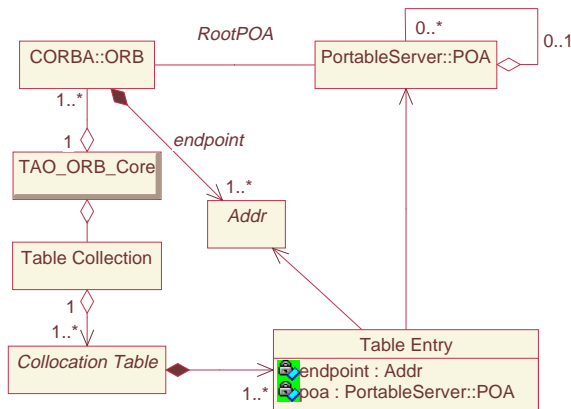 0..*
RootPOA
0..1
CORBA::ORB
PortableServer::POA
1..*
endpoint
1
TAO_ORB_Core
1..*
Addr
Table Collection
1
1..*
Table Entry
Collocation Table
endpoint : Addr
1..*
poa : PortableServer::POA